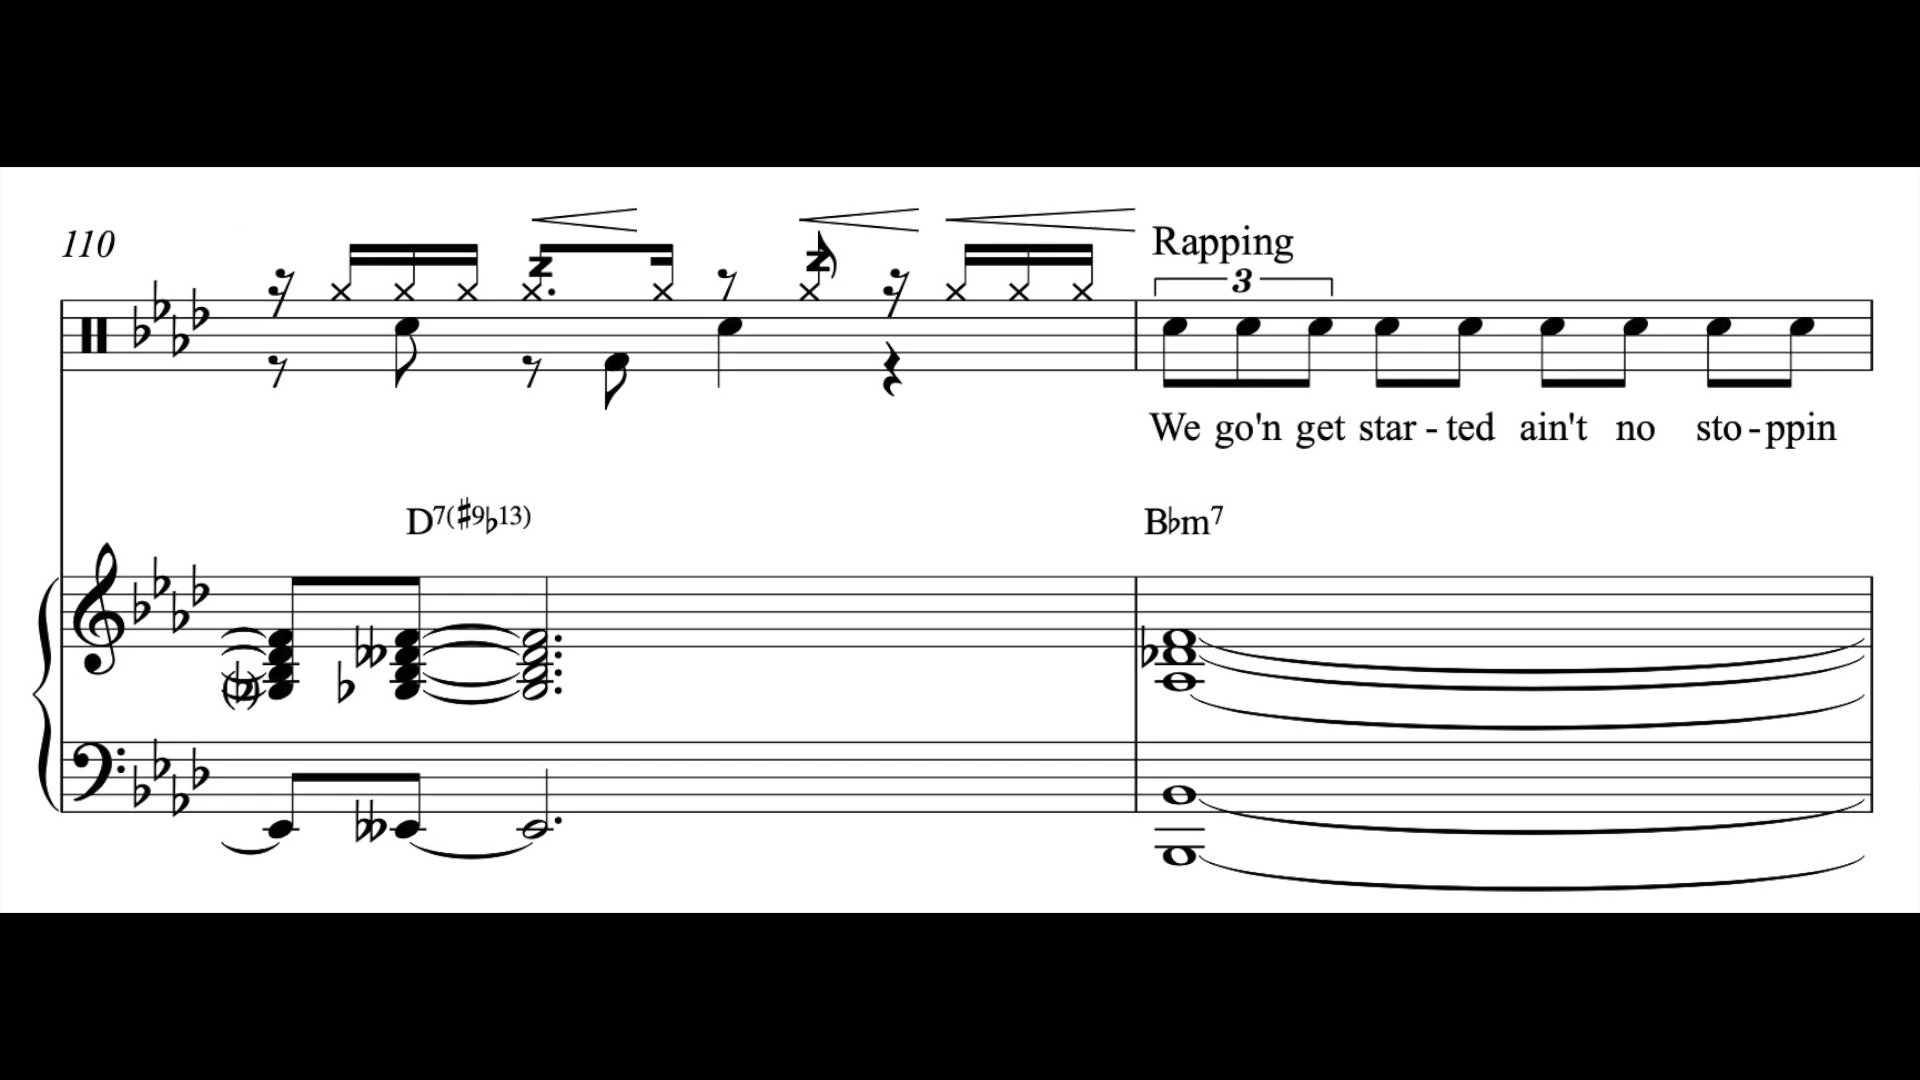 110
Rapping
3
We go'n get star - ted ain't no sto - ppin
D7(♯9♭13)
B♭m7